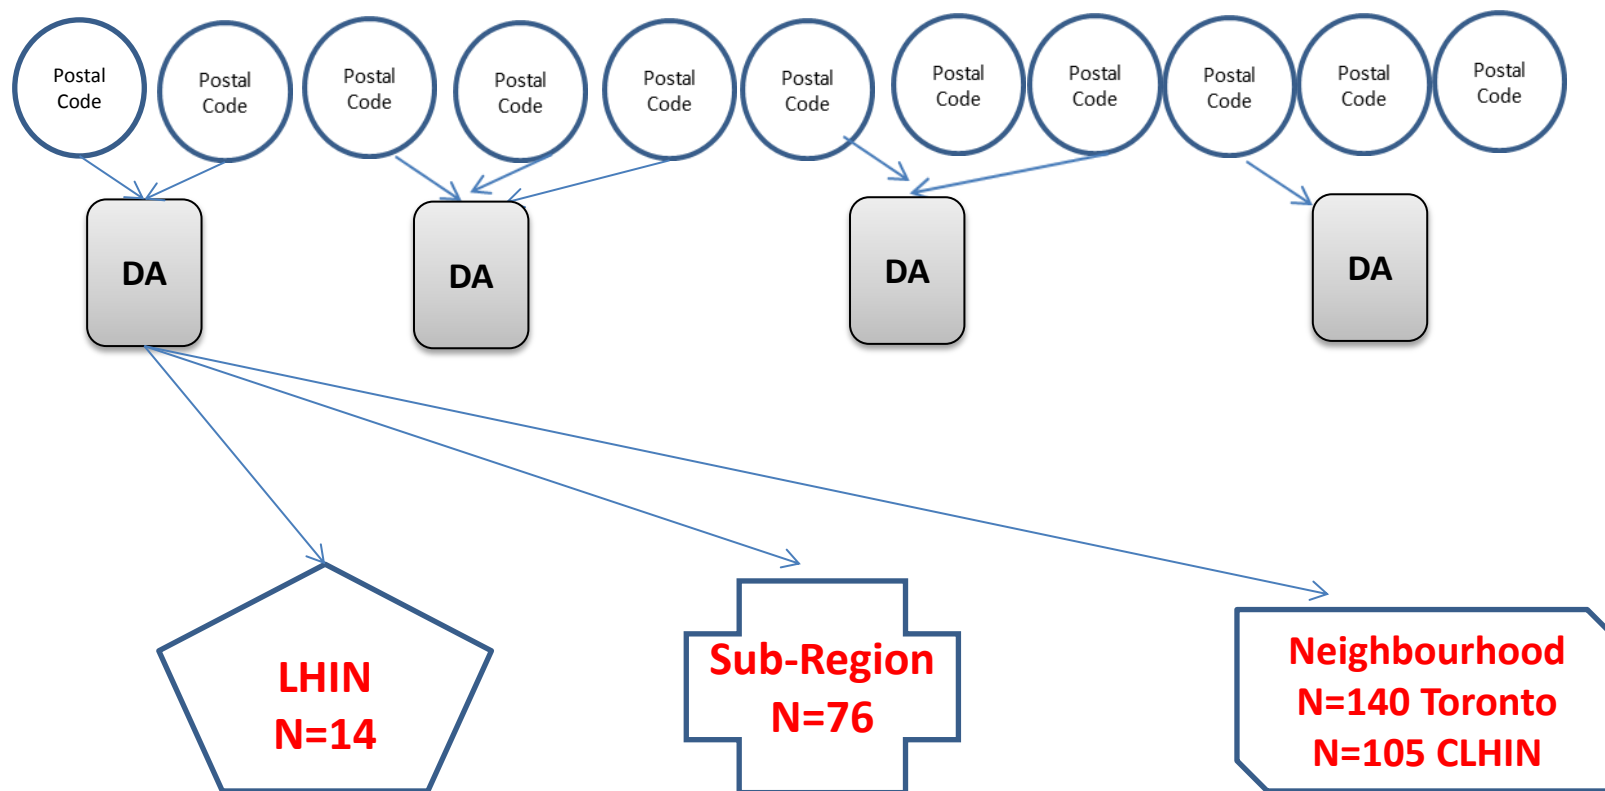 Postal
Code
Postal
Code
Postal
Code
Postal
Code
Postal
Code
Postal
Code
Postal
Code
Postal
Code
Postal
Code
Postal
Code
Postal
Code
DA
DA
DA
DA
LHIN
N=14
Sub-Region
N=76
Neighbourhood
N=140 Toronto
N=105 CLHIN